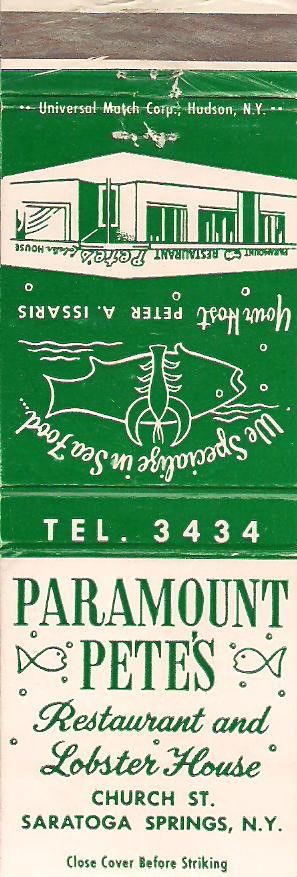 Universal Match Corp., Hudson, N.Y.
We Specialize in Sea Food...
Your Host PETER A. ISSARIS
PARAMOUNT RESTAURANT Pete's Lobster HOUSE
TEL. 3434
PARAMOUNT
PETE'S
Restaurant and
Lobster House
CHURCH ST.
SARATOGA SPRINGS, N.Y.
Close Cover Before Striking